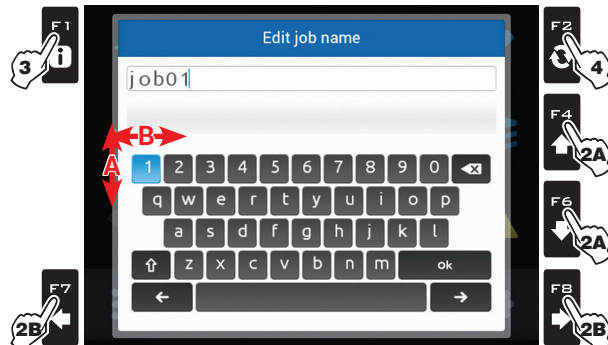 Edit job name
F1
3
i
F2
4
job01
F4
2A
B
A
1 2 3 4 5 6 7 8 9 0
q w e r t y u i o p
F6
2A
a s d f g h j k l
z x c v b n m ok
F7
2B
F8
2B